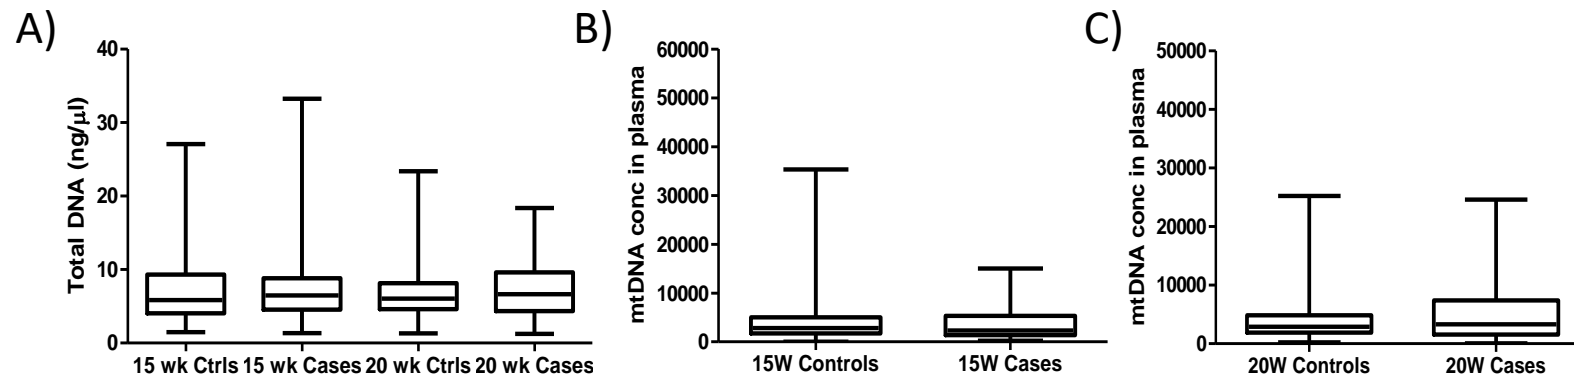 A)
Total DNA (ng/μl)
40
30
20
10
0
15 wk Ctrls 15 wk Cases 20 wk Ctrls 20 wk Cases
B)
mtDNA conc in plasma
60000
50000
40000
30000
20000
10000
0
15W Controls 15W Cases
C)
mtDNA conc in plasma
50000
40000
30000
20000
10000
0
20W Controls 20W Cases